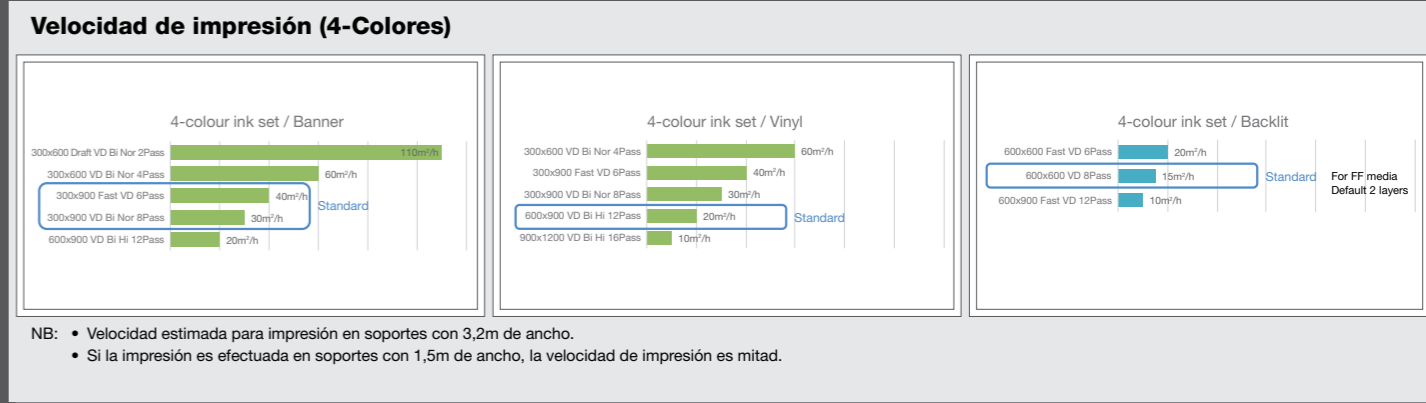 Velocidad de impresión (4-Colores)
4-colour ink set / Banner
300x600 Draft VD Bi Nor 2Pass 110m²/h
300x600 VD Bi Nor 4Pass 60m²/h
300x900 Fast VD 6Pass 40m²/h
Standard
300x900 VD Bi Nor 8Pass 30m²/h
600x900 VD Bi Hi 12Pass 20m²/h
4-colour ink set / Vinyl
300x600 VD Bi Nor 4Pass 60m²/h
300x900 Fast VD 6Pass 40m²/h
300x900 VD Bi Nor 8Pass 30m²/h
600x900 VD Bi Hi 12Pass 20m²/h Standard
900x1200 VD Bi Hi 16Pass 10m²/h
4-colour ink set / Backlit
600x600 Fast VD 6Pass 20m²/h
600x600 VD 8Pass 15m²/h Standard For FF media
Default 2 layers
600x900 Fast VD 12Pass 10m²/h
NB: • Velocidad estimada para impresión en soportes con 3,2m de ancho.
• Si la impresión es efectuada en soportes con 1,5m de ancho, la velocidad de impresión es mitad.